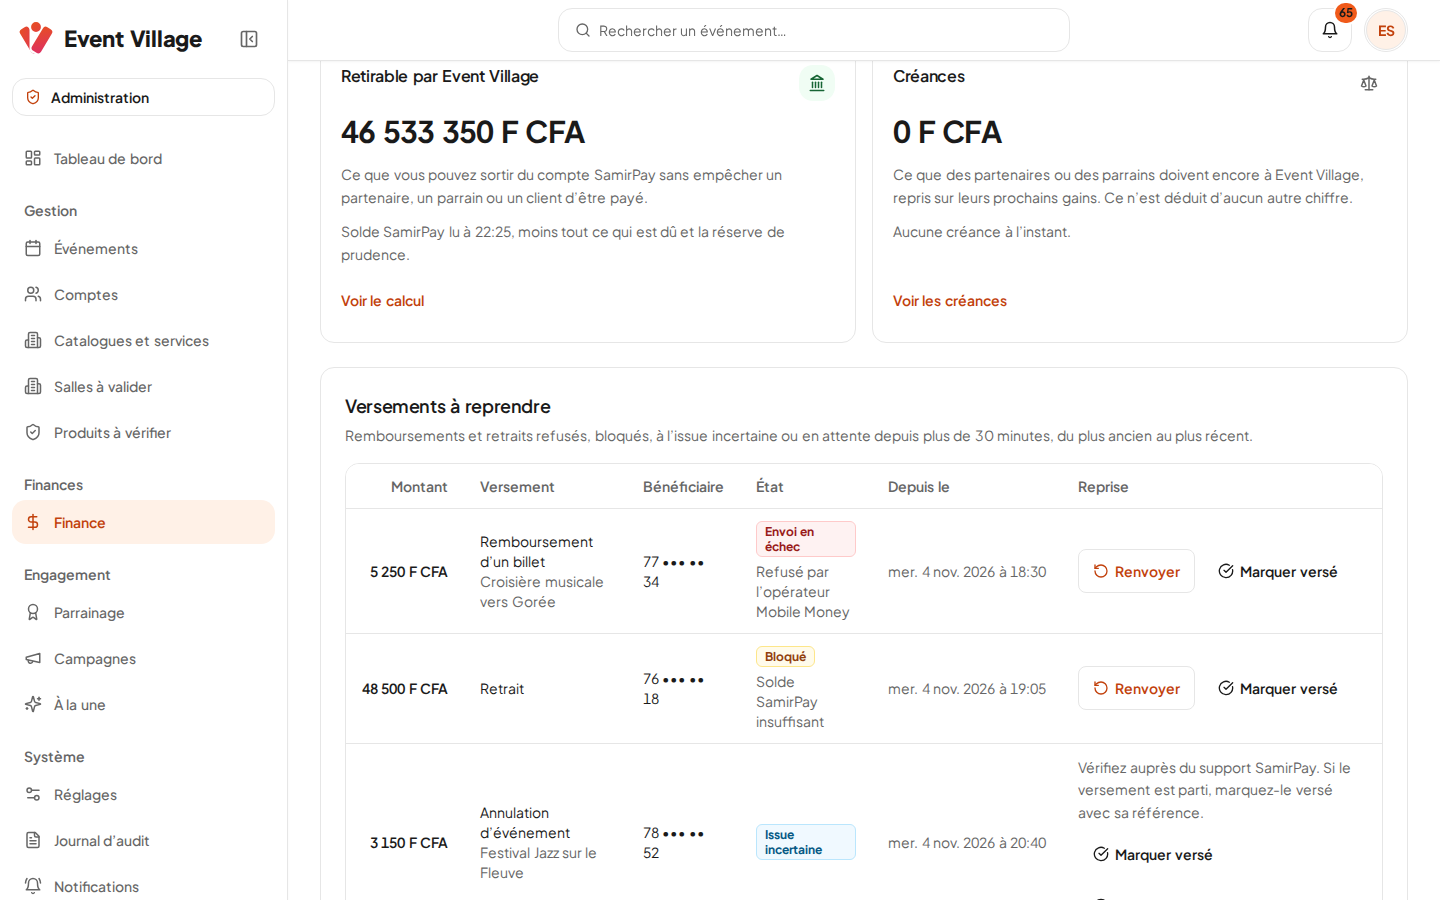 Event Village
Administration
Tableau de bord
Gestion
Événements
Comptes
Catalogues et services
Salles à valider
Produits à vérifier
Finances
Finance
Engagement
Parrainage
Campagnes
À la une
Système
Réglages
Journal d’audit
Notifications
Rechercher un événement…
65
ES
Retirable par Event Village
46 533 350 F CFA
Ce que vous pouvez sortir du compte SamirPay sans empêcher un
partenaire, un parrain ou un client d’être payé.
Solde SamirPay lu à 22:25, moins tout ce qui est dû et la réserve de
prudence.
Voir le calcul
Créances
0 F CFA
Ce que des partenaires ou des parrains doivent encore à Event Village,
repris sur leurs prochains gains. Ce n’est déduit d’aucun autre chiffre.
Aucune créance à l’instant.
Voir les créances
Versements à reprendre
Remboursements et retraits refusés, bloqués, à l’issue incertaine ou en attente depuis plus de 30 minutes, du plus ancien au plus récent.
Montant Versement Bénéficiaire État Depuis le Reprise
5 250 F CFA
Remboursement
d’un billet
Croisière musicale
vers Gorée
77 ••• ••
34
Envoi en
échec
Refusé par
l’opérateur
Mobile Money
mer. 4 nov. 2026 à 18:30
Renvoyer
Marquer versé
48 500 F CFA
Retrait
76 ••• ••
18
Bloqué
Solde
SamirPay
insuffisant
mer. 4 nov. 2026 à 19:05
Renvoyer
Marquer versé
3 150 F CFA
Annulation
d’événement
Festival Jazz sur le
Fleuve
78 ••• ••
52
Issue
incertaine
mer. 4 nov. 2026 à 20:40
Vérifiez auprès du support SamirPay. Si le
versement est parti, marquez-le versé
avec sa référence.
Marquer versé